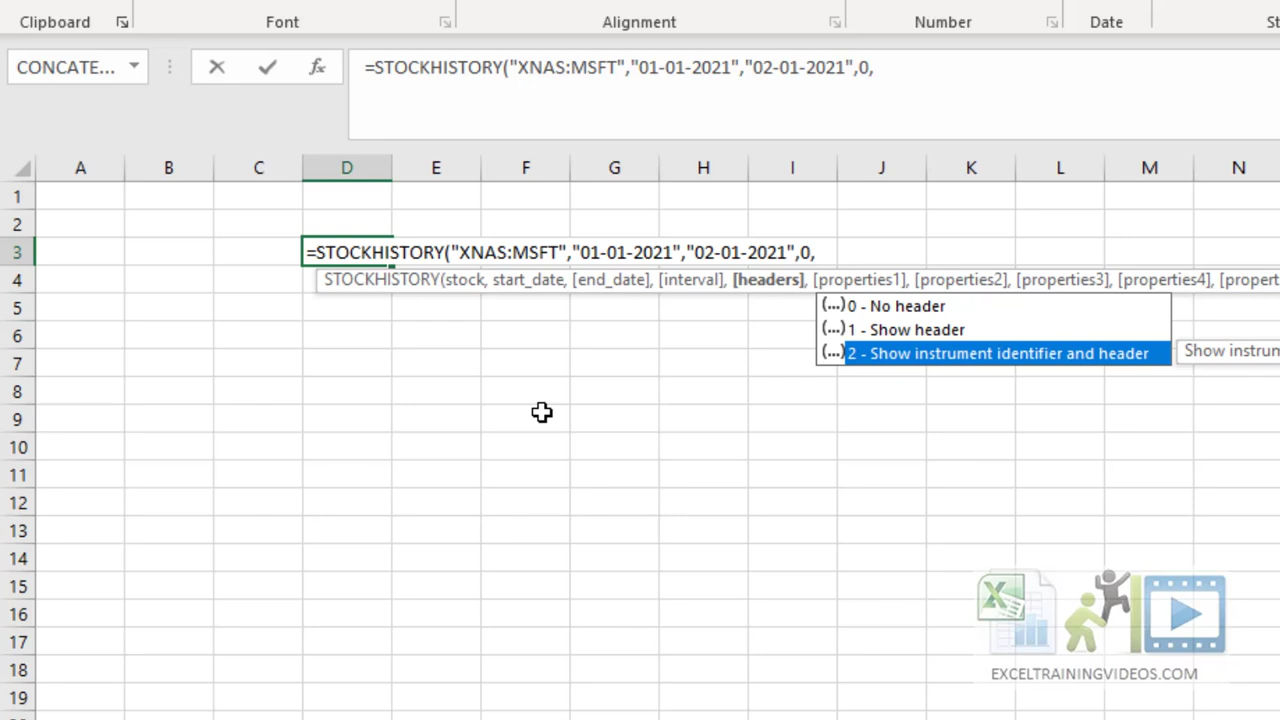 Clipboard Font Alignment Number Date St
CONCATE... fx =STOCKHISTORY("XNAS:MSFT","01-01-2021","02-01-2021",0,
A B C D E F G H I J K L M N
1
2
3 =STOCKHISTORY("XNAS:MSFT","01-01-2021","02-01-2021",0,
4 STOCKHISTORY(stock, start_date, [end_date], [interval], [headers], [properties1], [properties2], [properties3], [properties4], [propert
5 (...) 0 - No header
6 (...) 1 - Show header
7 (...) 2 - Show instrument identifier and header Show instrum
8
9
10
11
12
13
14
15
16
17
18
19
X
EXCELTRAININGVIDEOS.COM